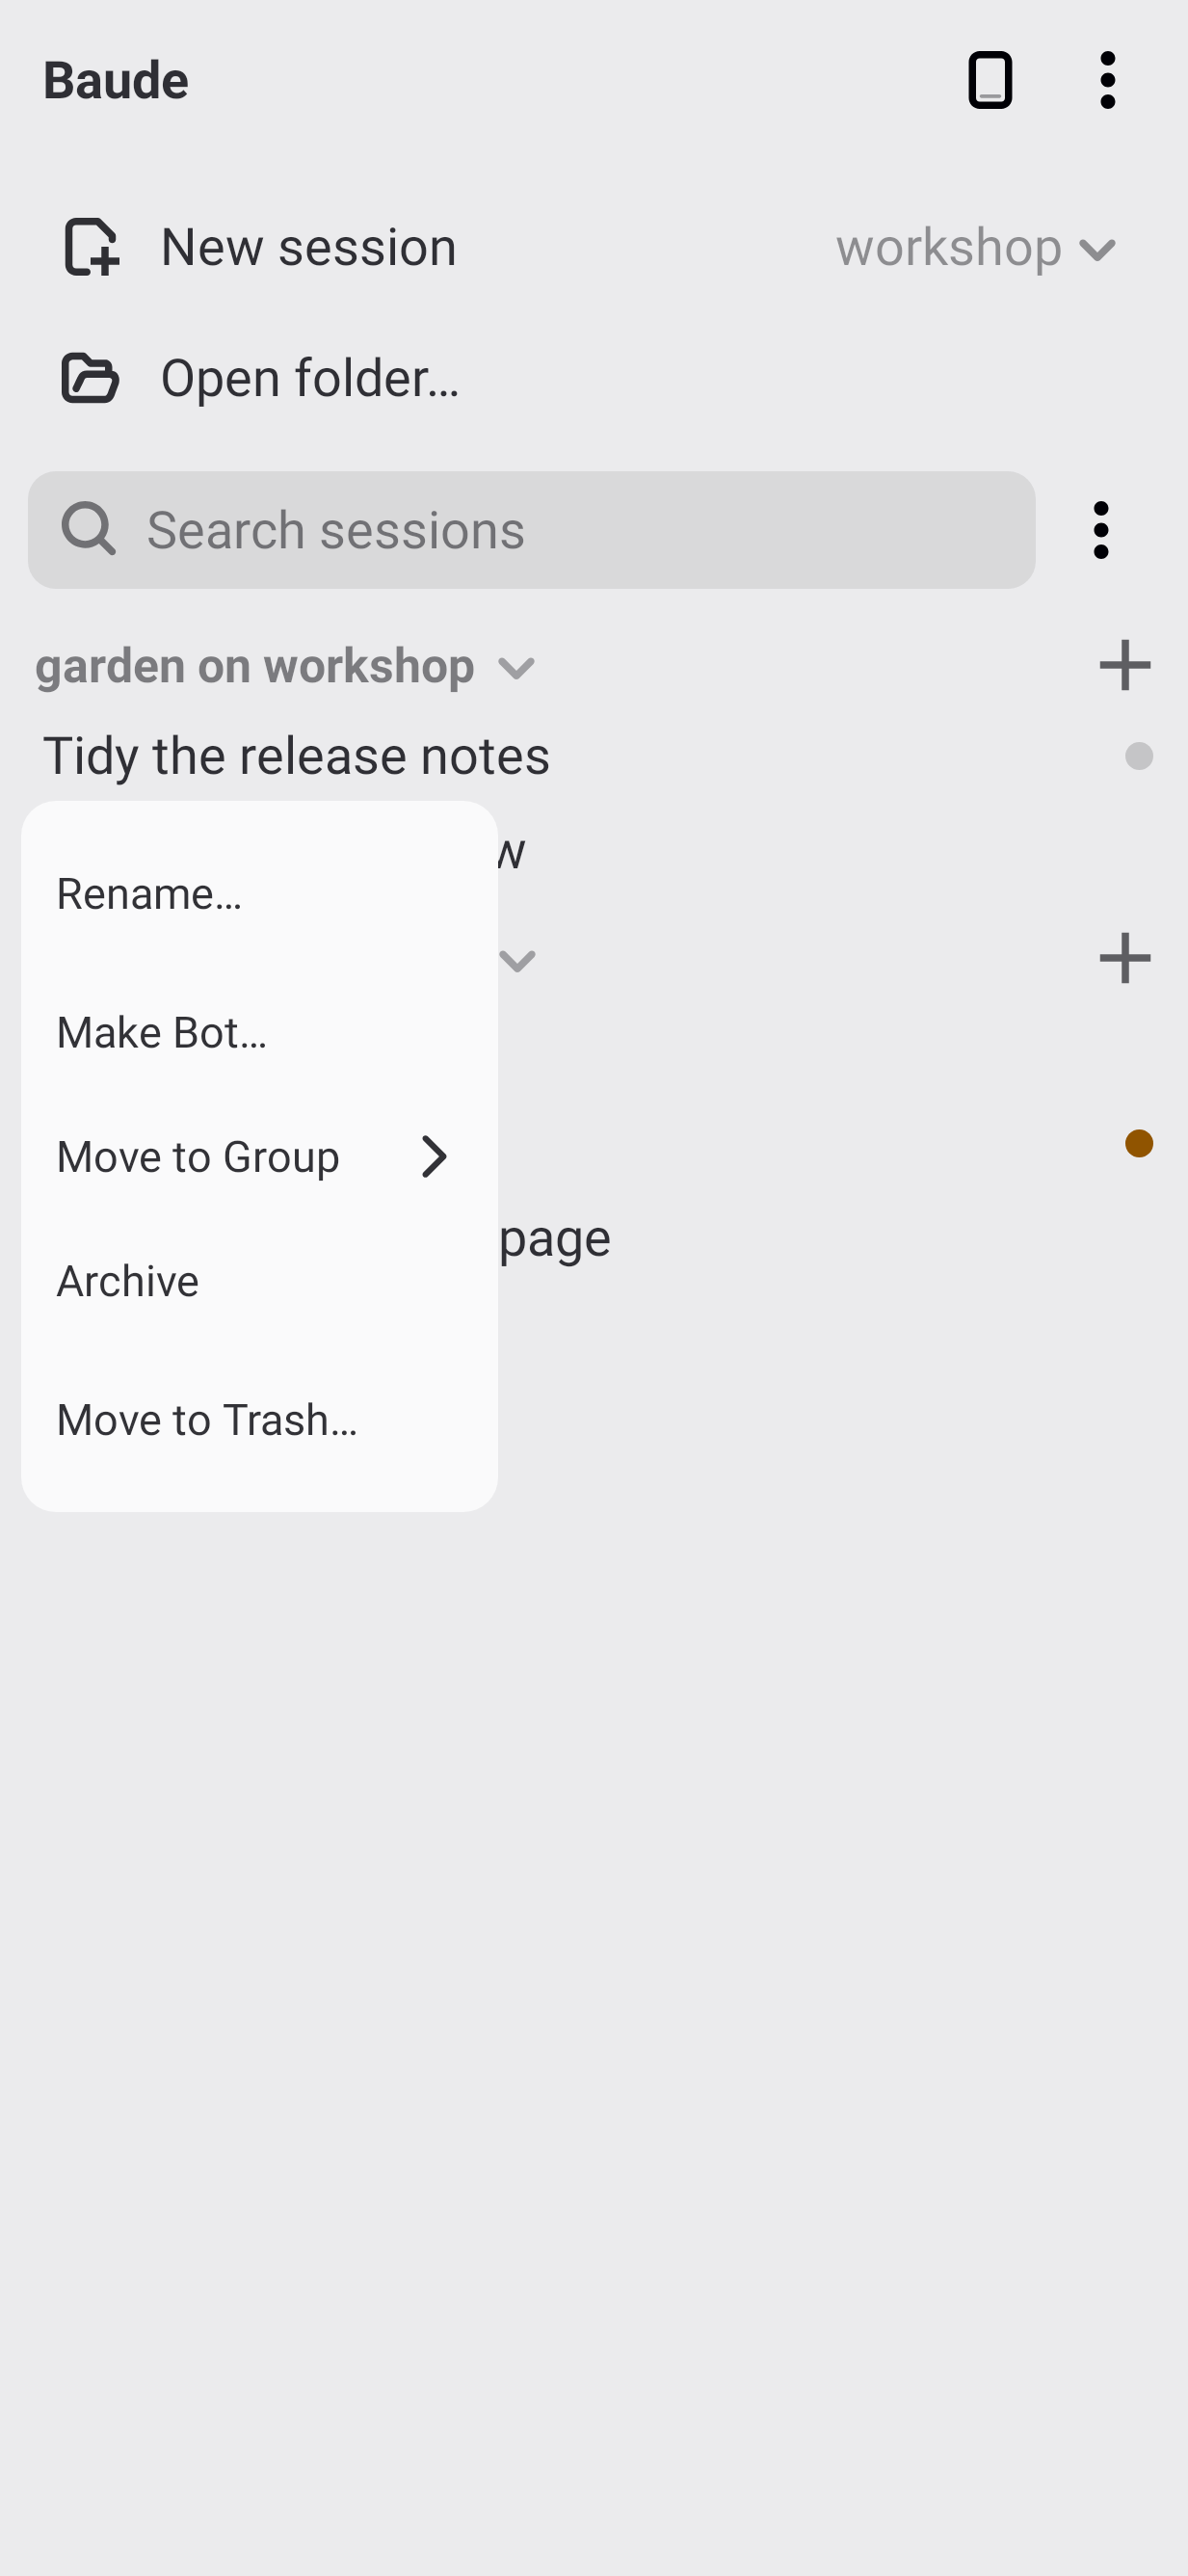 Baude
New session
workshop
Open folder…
Search sessions
garden on workshop
Tidy the release notes
Rename…
Make Bot…
Move to Group
page
Archive
Move to Trash…